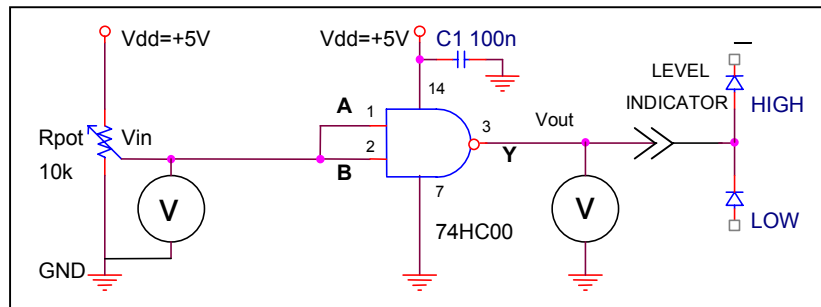 Vdd=+5V
Vdd=+5V
C1 100n
14
LEVEL
INDICATOR
HIGH
A
1
Rpot
Vin
3
Vout
10k
2
B
Y
V
7
V
74HC00
LOW
GND